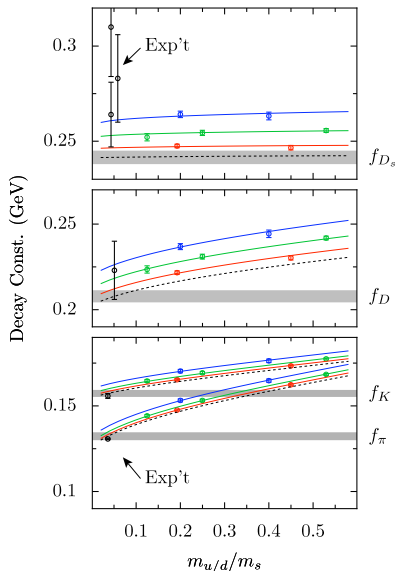 0.3
Exp't
0.25
f_{D_s}
0.25
0.2
f_D
Decay Const. (GeV)
0.15
f_K
f_π
Exp't
0.1
0.1 0.2 0.3 0.4 0.5
m_{u/d}/m_s